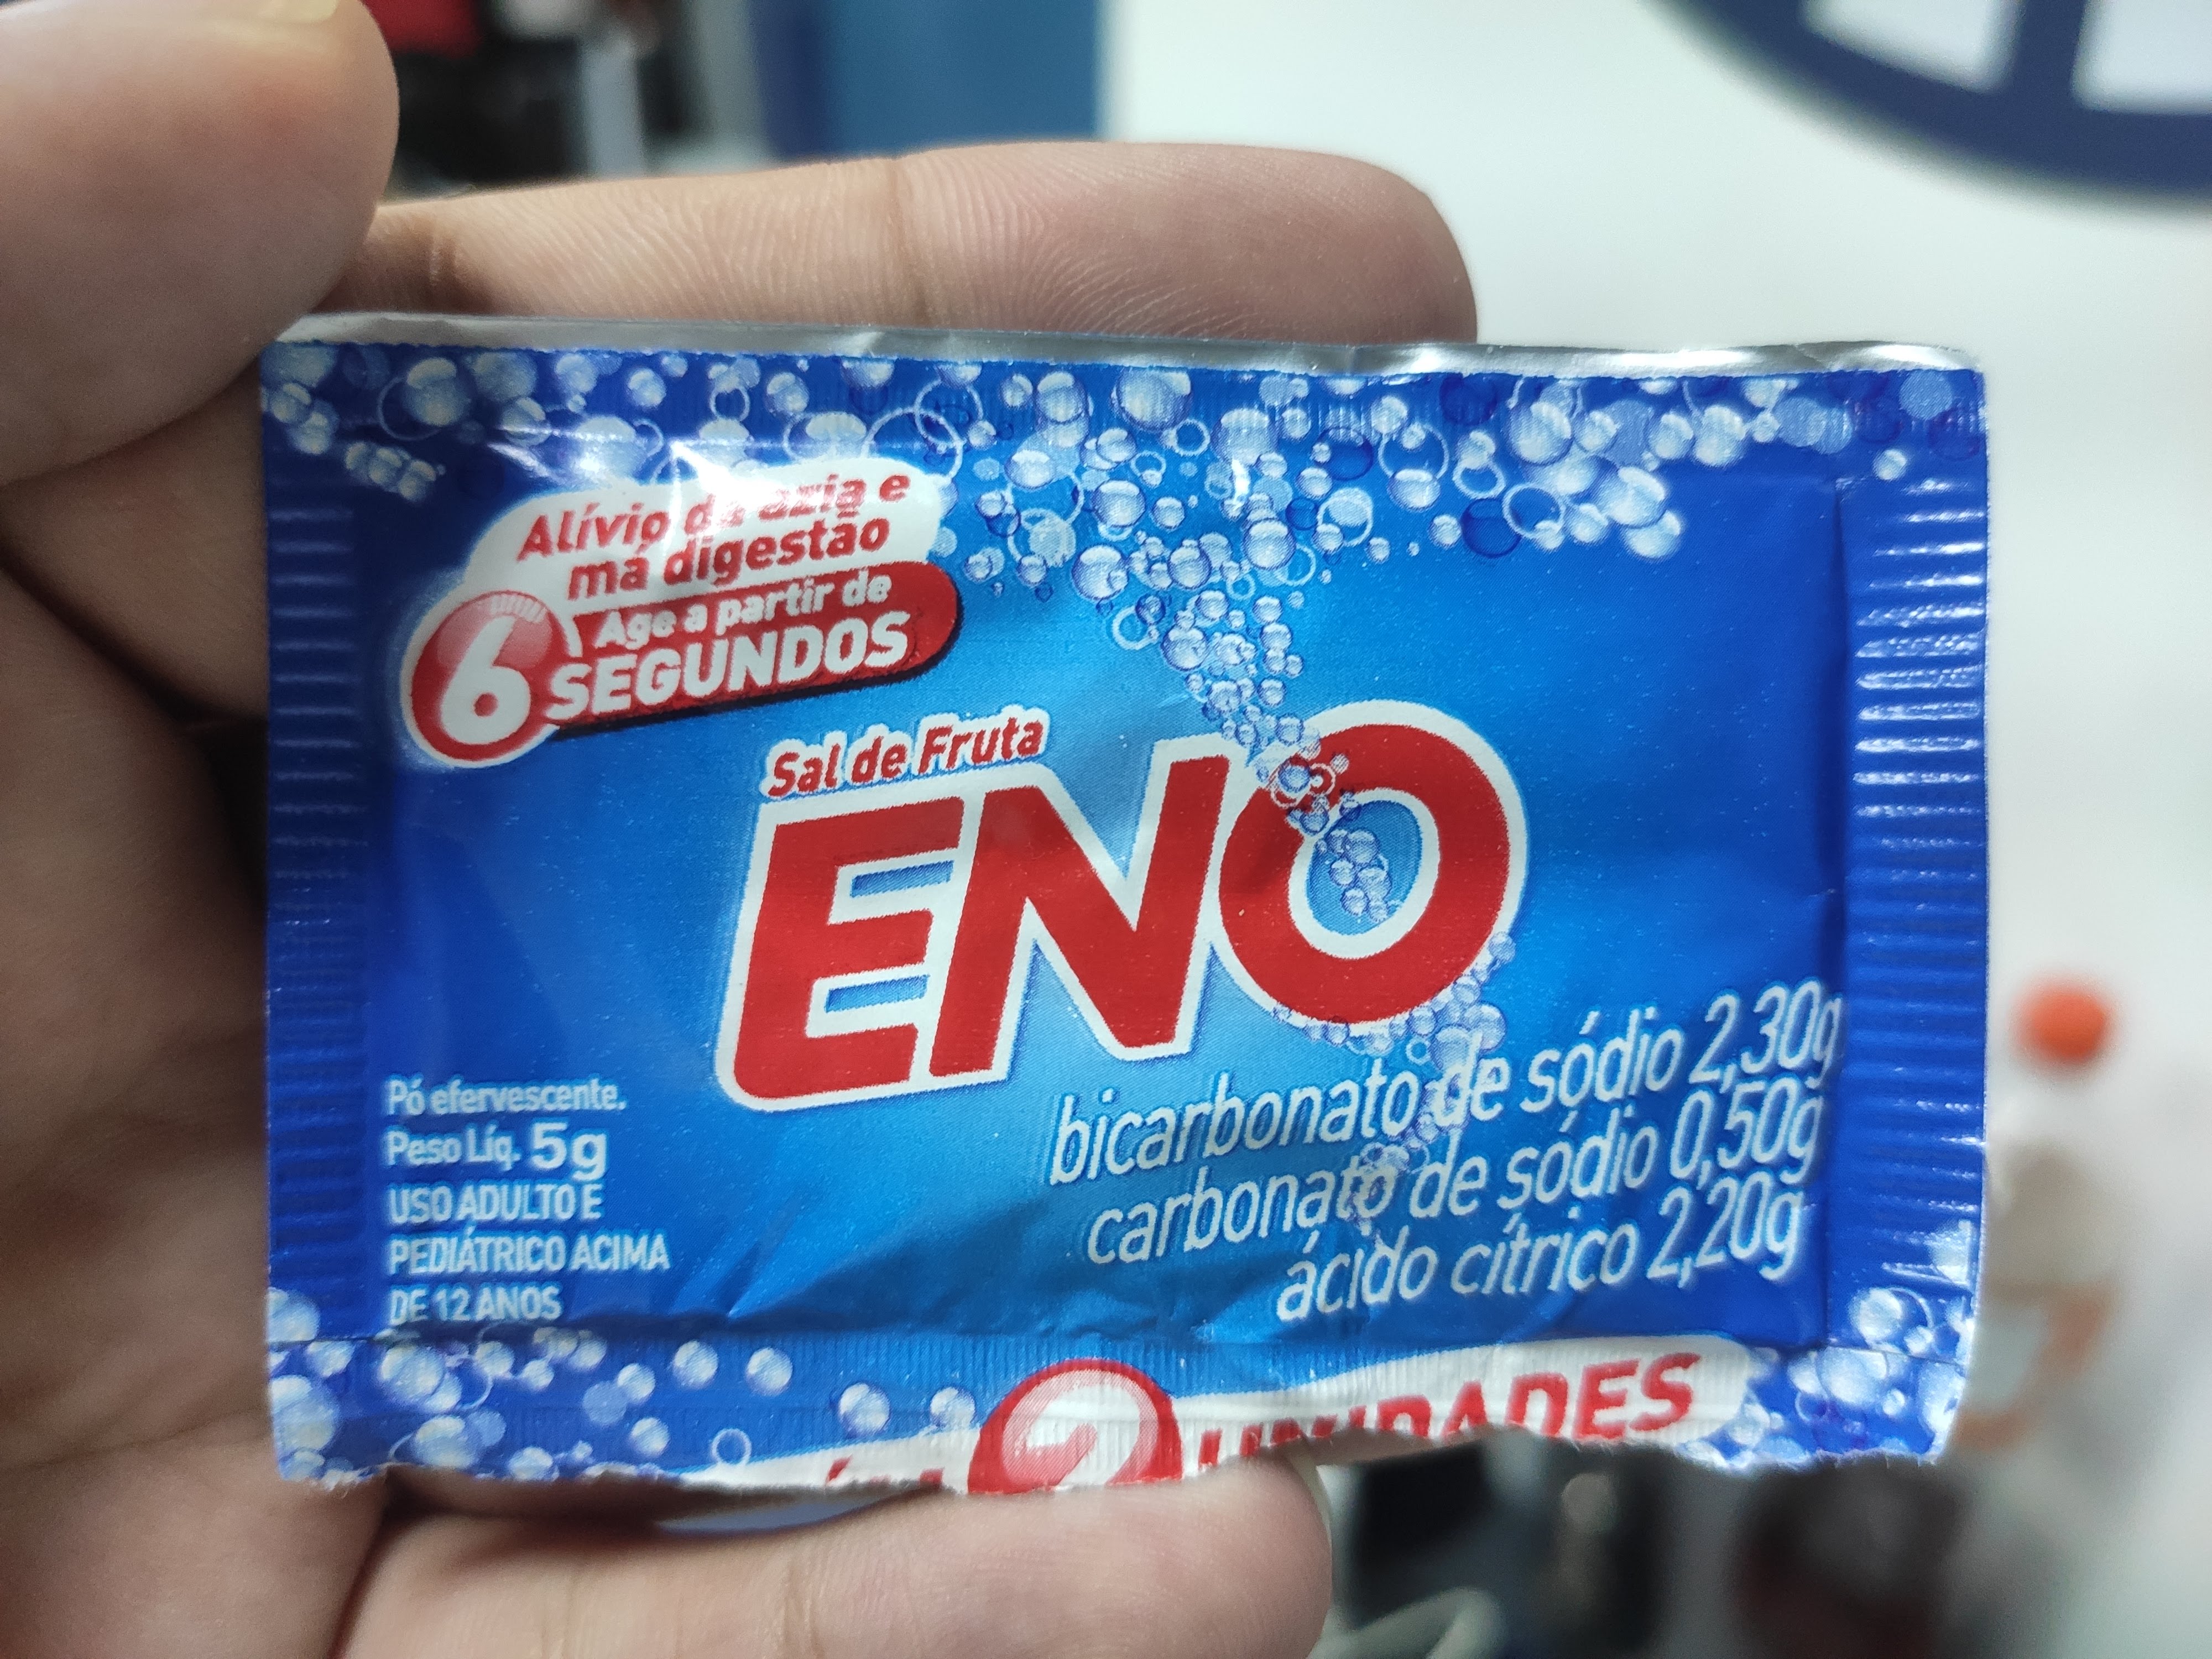 Alívio da azia e
má digestão
6 Age a partir de
SEGUNDOS
Sal de Fruta
ENO
bicarbonato de sódio 2,30g
carbonato de sódio 0,50g
ácido cítrico 2,20g
Pó efervescente.
Peso Líq. 5g
USO ADULTO E
PEDIÁTRICO ACIMA
DE 12 ANOS
2 UNIDADES